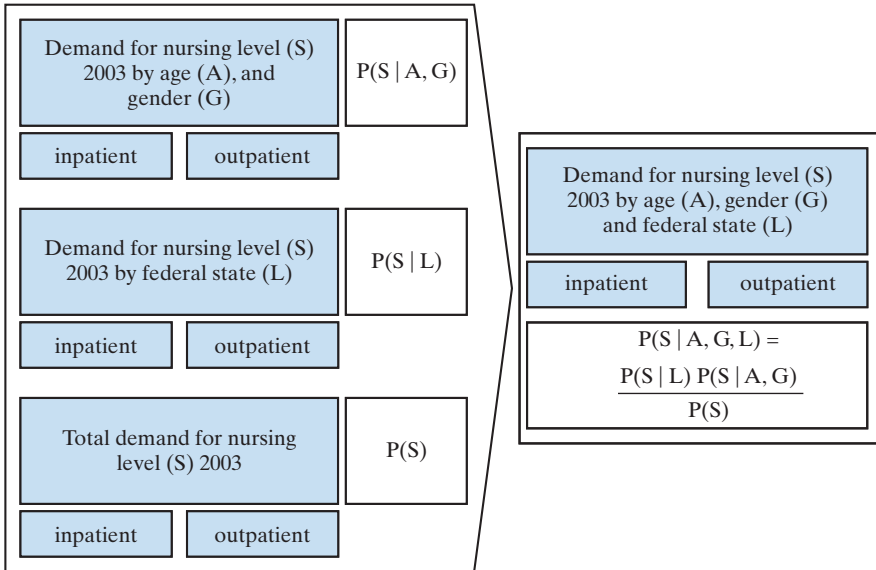 Demand for nursing level (S)
2003 by age (A), and
gender (G)
P(S | A, G)
inpatient
outpatient
Demand for nursing level (S)
2003 by federal state (L)
P(S | L)
inpatient
outpatient
Total demand for nursing
level (S) 2003
P(S)
inpatient
outpatient
Demand for nursing level (S)
2003 by age (A), gender (G)
and federal state (L)
inpatient
outpatient
P(S | A, G, L) =
P(S | L) P(S | A, G)
P(S)